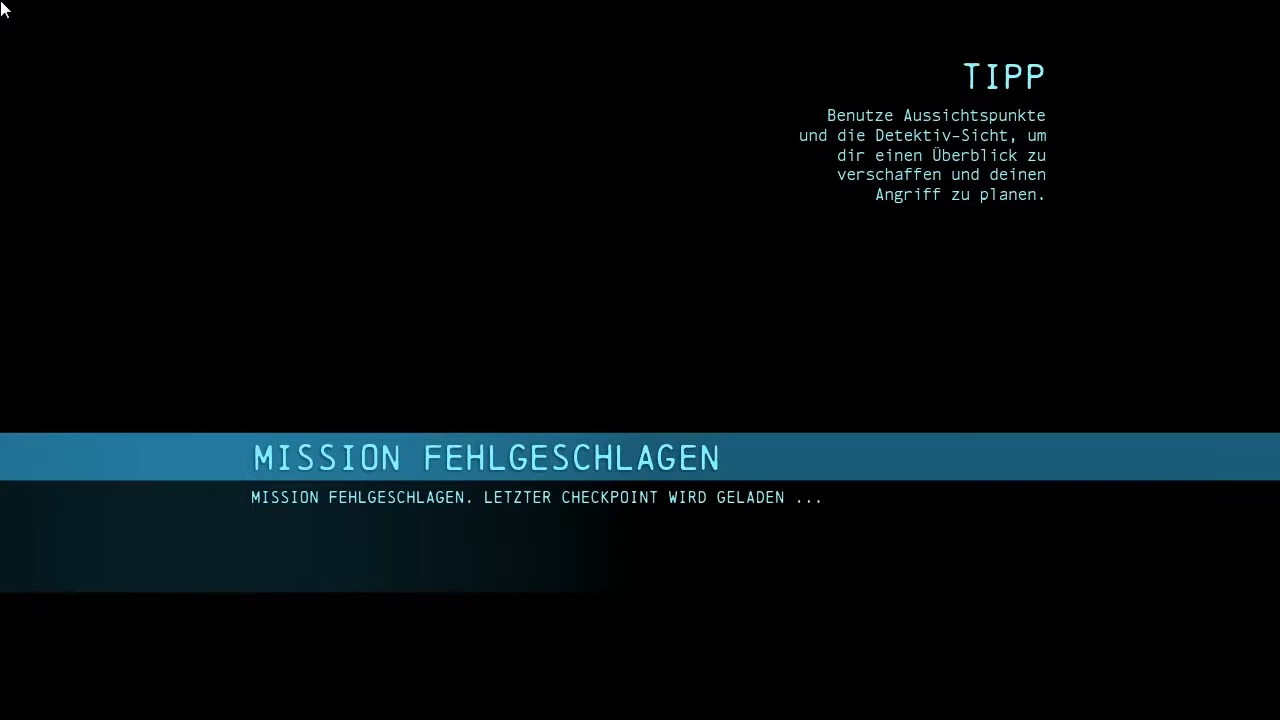 TIPP
Benutze Aussichtspunkte
und die Detektiv-Sicht, um
dir einen Überblick zu
verschaffen und deinen
Angriff zu planen.
MISSION FEHLGESCHLAGEN
MISSION FEHLGESCHLAGEN. LETZTER CHECKPOINT WIRD GELADEN ...